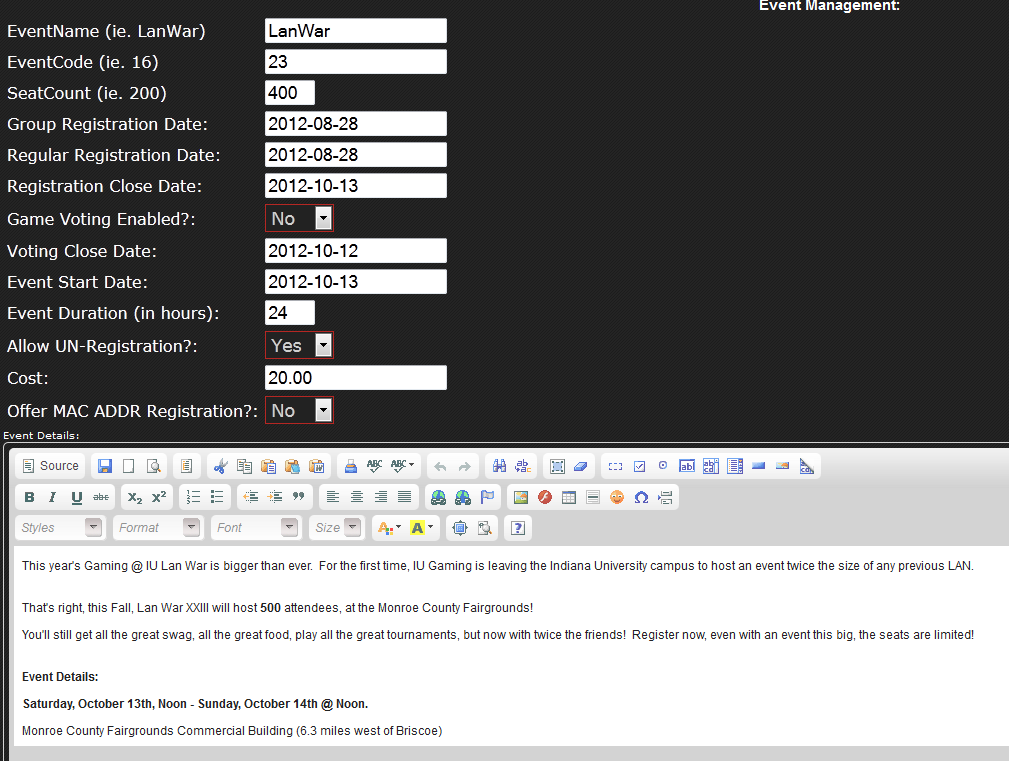 Event Management:
EventName (ie. LanWar) LanWar
EventCode (ie. 16) 23
SeatCount (ie. 200) 400
Group Registration Date: 2012-08-28
Regular Registration Date: 2012-08-28
Registration Close Date: 2012-10-13
Game Voting Enabled?: No
Voting Close Date: 2012-10-12
Event Start Date: 2012-10-13
Event Duration (in hours): 24
Allow UN-Registration?: Yes
Cost: 20.00
Offer MAC ADDR Registration?: No
Event Details:
Source ABC ABC
B I U abc X₂ X²
Styles Format Font Size A A ?
This year's Gaming @ IU Lan War is bigger than ever. For the first time, IU Gaming is leaving the Indiana University campus to host an event twice the size of any previous LAN.
That's right, this Fall, Lan War XXIII will host 500 attendees, at the Monroe County Fairgrounds!
You'll still get all the great swag, all the great food, play all the great tournaments, but now with twice the friends! Register now, even with an event this big, the seats are limited!
Event Details:
Saturday, October 13th, Noon - Sunday, October 14th @ Noon.
Monroe County Fairgrounds Commercial Building (6.3 miles west of Briscoe)